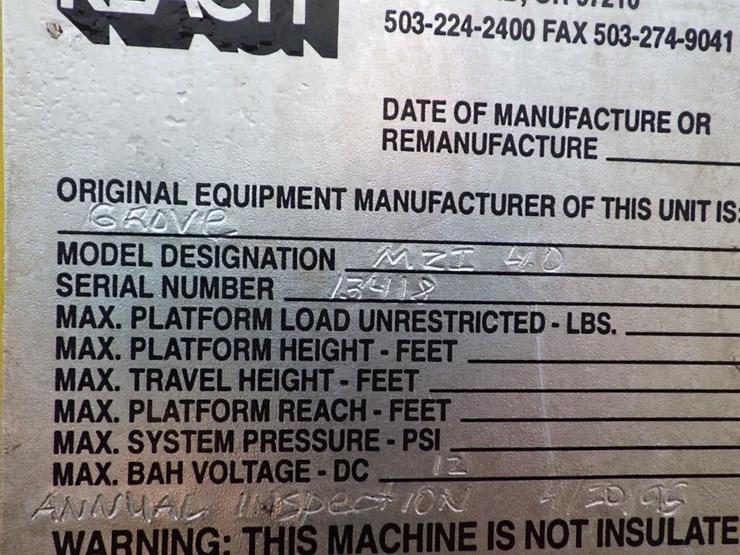 REACH
503-224-2400 FAX 503-274-9041
DATE OF MANUFACTURE OR
REMANUFACTURE
ORIGINAL EQUIPMENT MANUFACTURER OF THIS UNIT IS:
GROVE
MODEL DESIGNATION MZI 40
SERIAL NUMBER 13418
MAX. PLATFORM LOAD UNRESTRICTED - LBS.
MAX. PLATFORM HEIGHT - FEET
MAX. TRAVEL HEIGHT - FEET
MAX. PLATFORM REACH - FEET
MAX. SYSTEM PRESSURE - PSI
MAX. BAH VOLTAGE - DC 12
ANNUAL INSPECTION
WARNING: THIS MACHINE IS NOT INSULATE